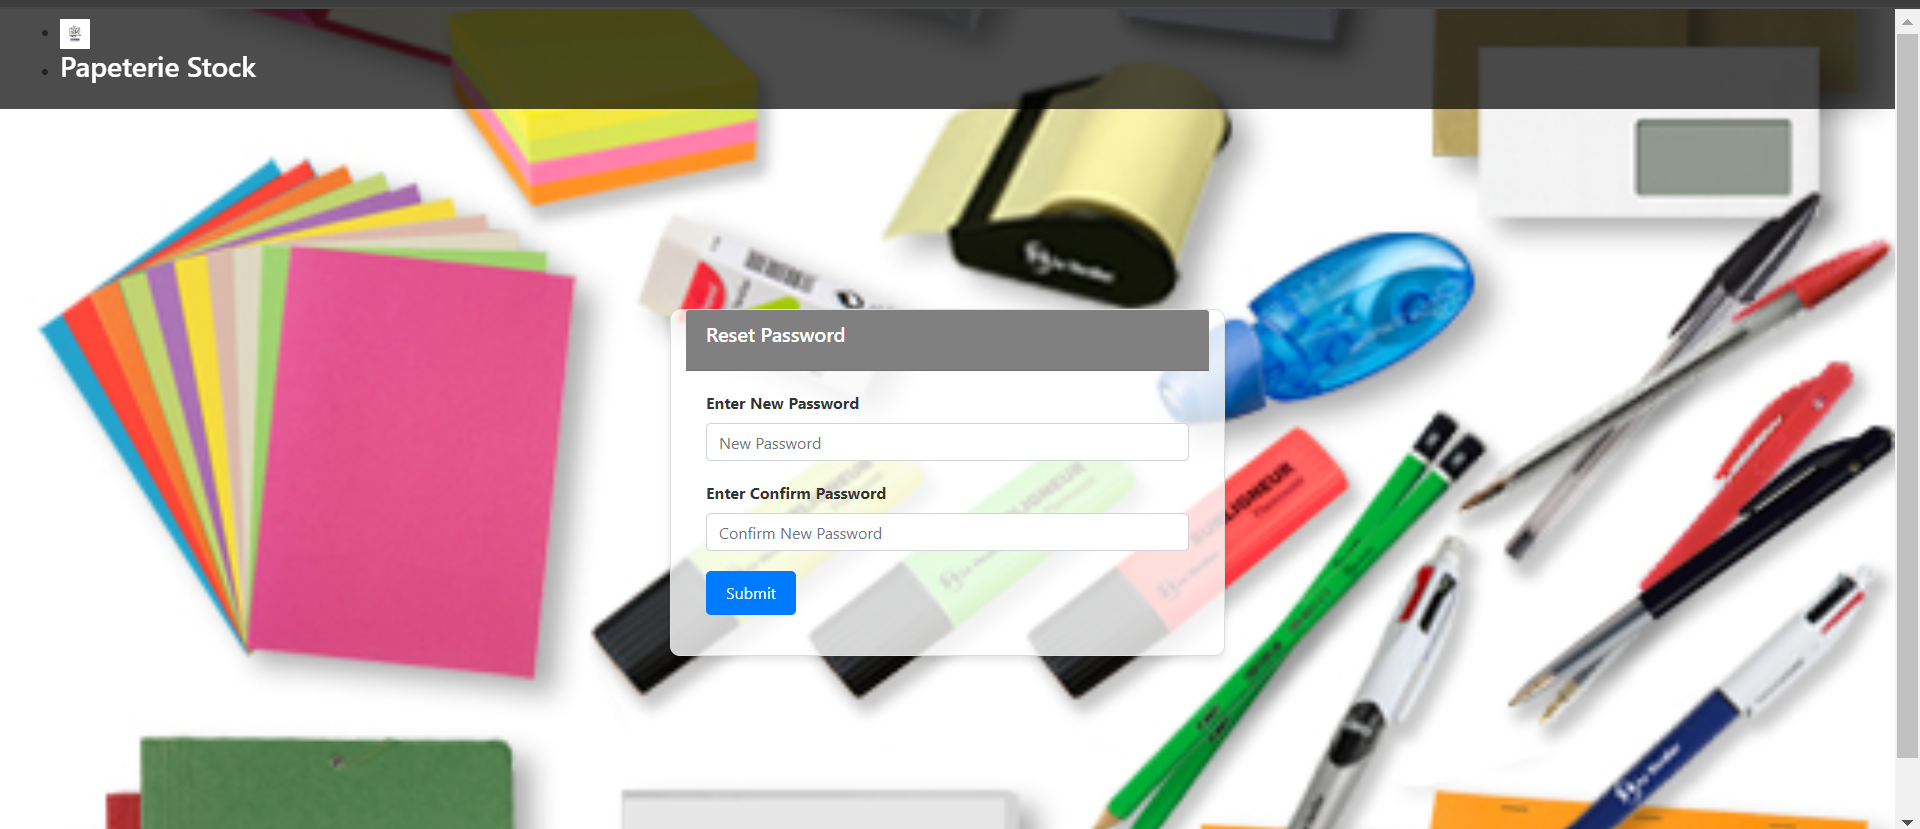 Papeterie Stock
Reset Password
Enter New Password
New Password
Enter Confirm Password
Confirm New Password
Submit